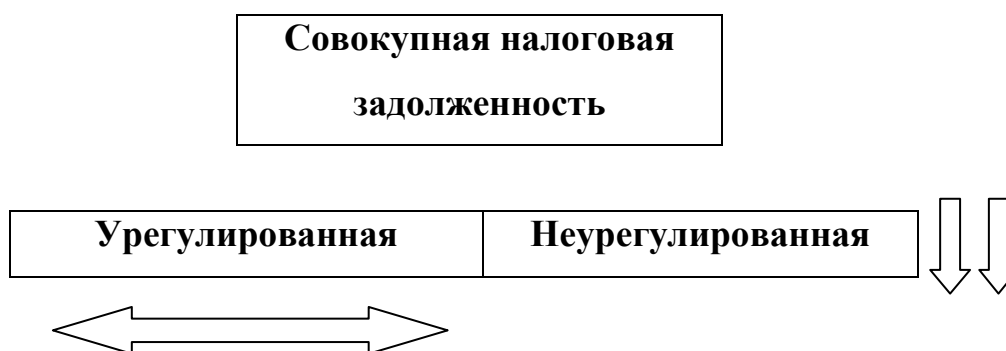 Совокупная налоговая
задолженность
Урегулированная Неурегулированная